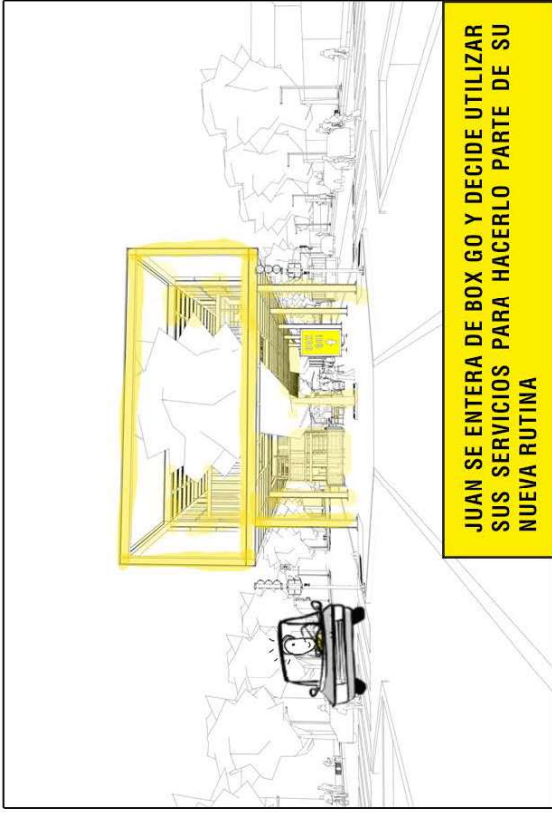 JUAN SE ENTERA DE BOX GO Y DECIDE UTILIZAR
SUS SERVICIOS PARA HACERLO PARTE DE SU
NUEVA RUTINA